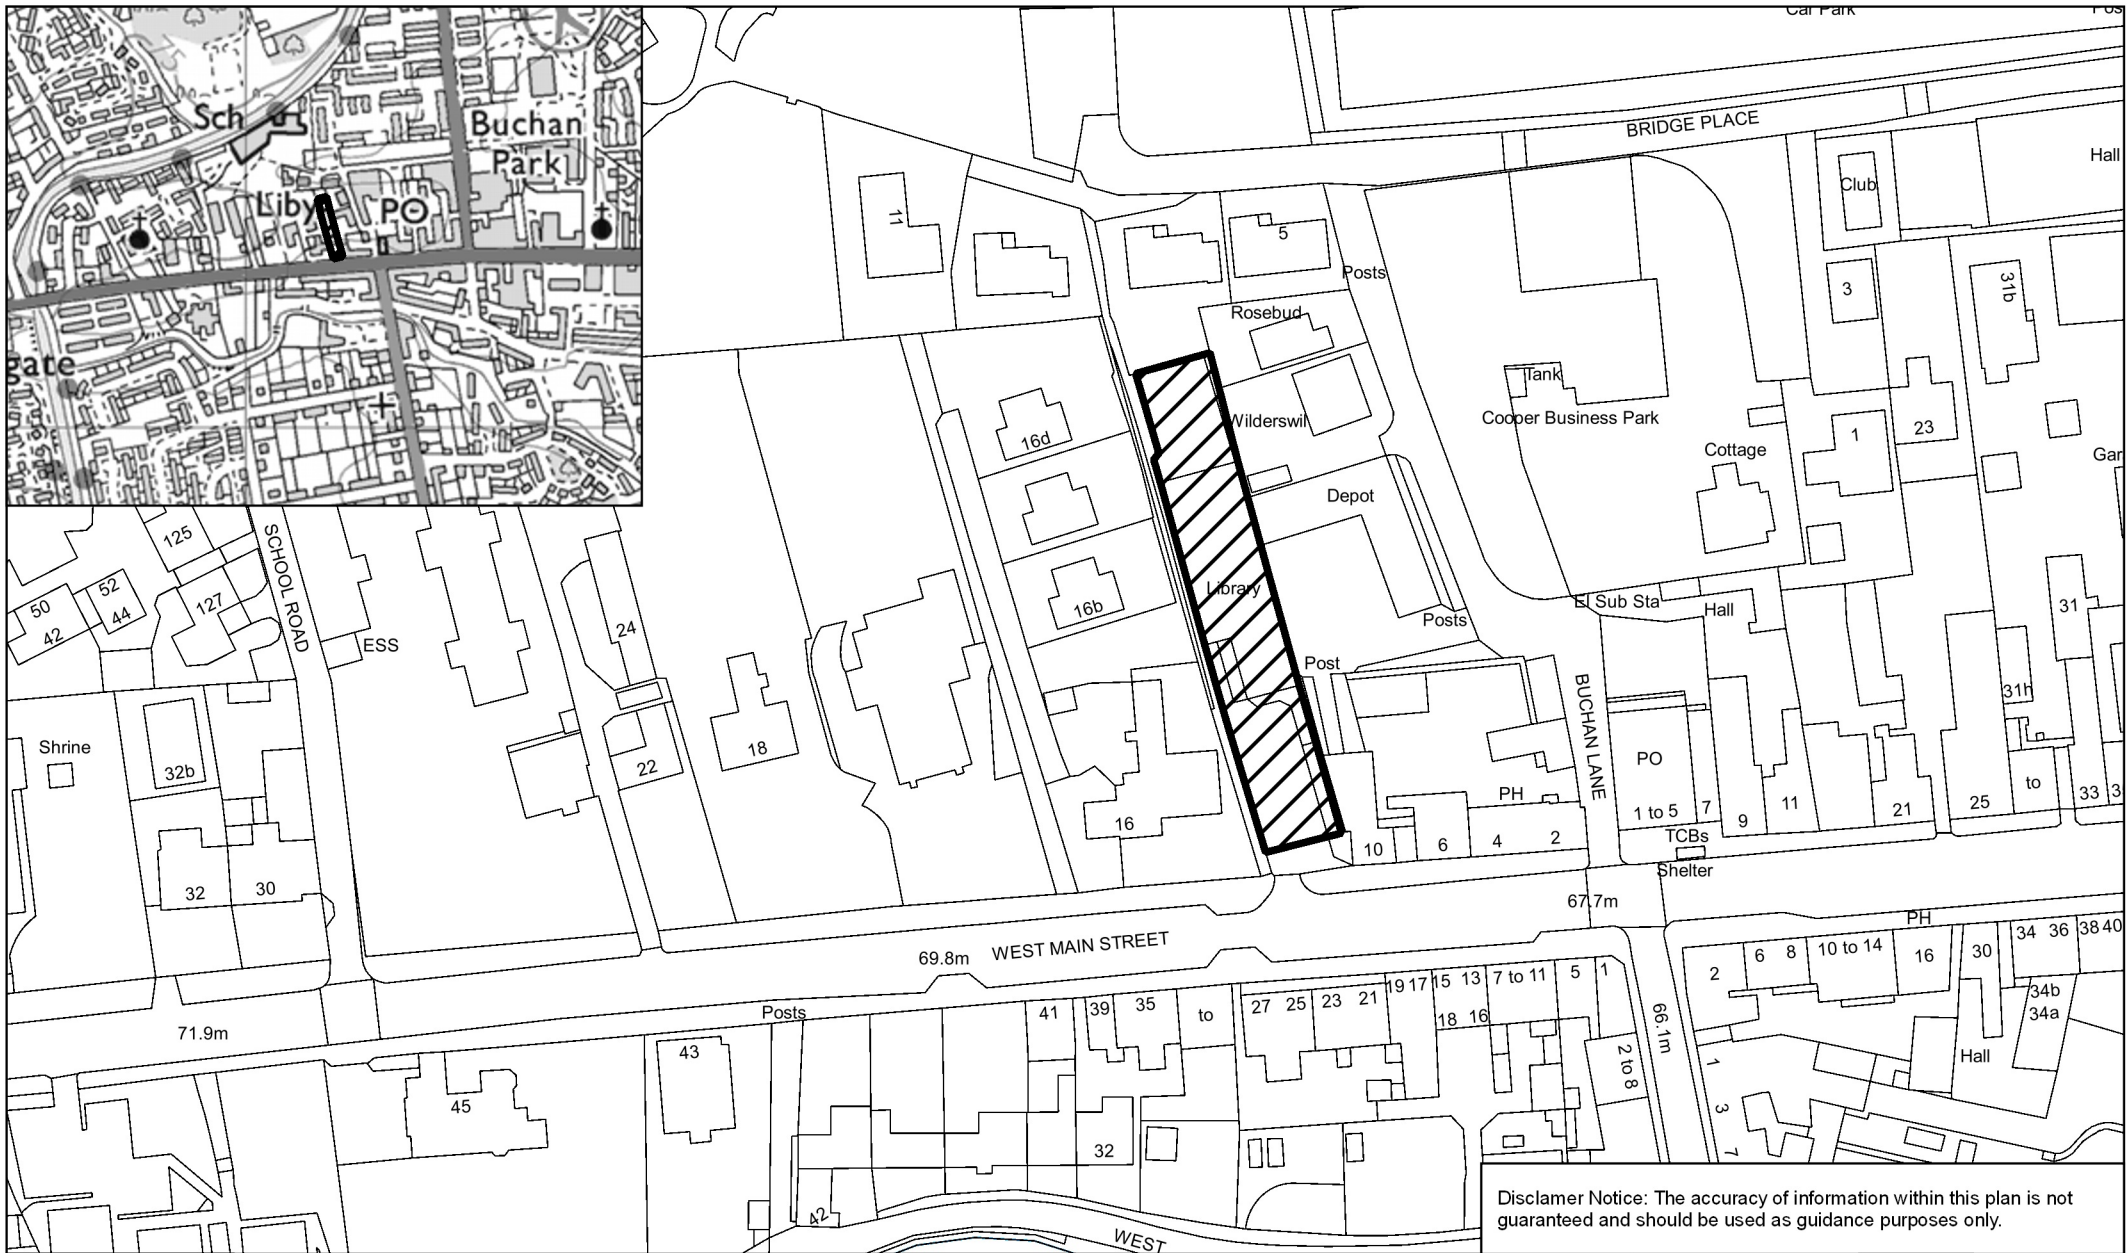 Sch
Buchan
Park
Liby
PO
gate
Car Park
BRIDGE PLACE
Hall
Club
11
5
Posts
3
31b
Rosebud
Tank
Wilderswil
Cooper Business Park
16d
1
23
Cottage
Depot
125
SCHOOL ROAD
52
50
44
42
127
24
ESS
16b
Library
El Sub Sta
Hall
31
Posts
Post
31h
BUCHAN LANE
Shrine
32b
22
18
PO
16
PH
1 to 5
7
9
11
21
25
to
33
3
TCBs
10
6
4
2
Shelter
32
30
67.7m
WEST MAIN STREET
69.8m
PH
34
36
38
40
2
6
8
10 to 14
16
30
71.9m
Posts
41
39
35
to
27
25
23
21
19
17
15
13
7 to 11
5
1
18
16
66.1m
34b
34a
43
45
2 to 8
1
3
7
Hall
32
42
WEST
Disclamer Notice: The accuracy of information within this plan is not
guaranteed and should be used as guidance purposes only.